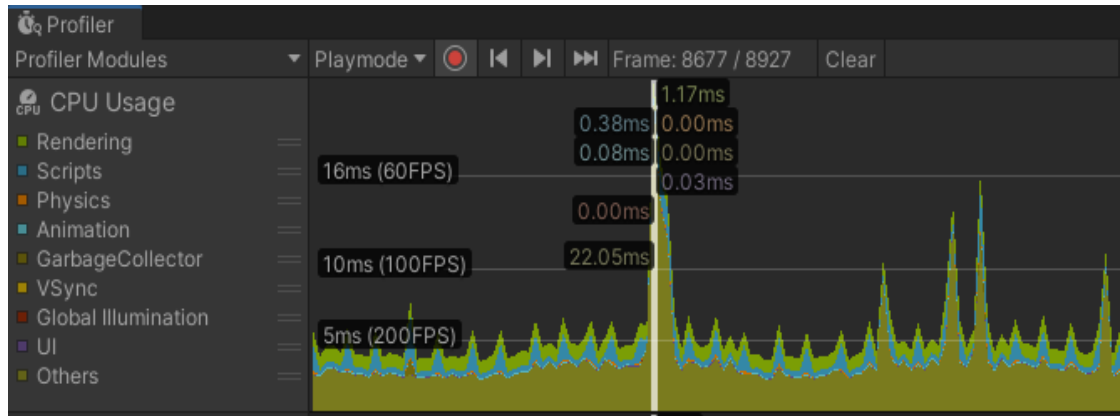 Profiler
Profiler Modules Playmode Frame: 8677 / 8927 Clear
CPU CPU Usage
Rendering
Scripts
Physics
Animation
GarbageCollector
VSync
Global Illumination
UI
Others
1.17ms
0.38ms 0.00ms
0.08ms 0.00ms
16ms (60FPS)
0.03ms
0.00ms
22.05ms
10ms (100FPS)
5ms (200FPS)